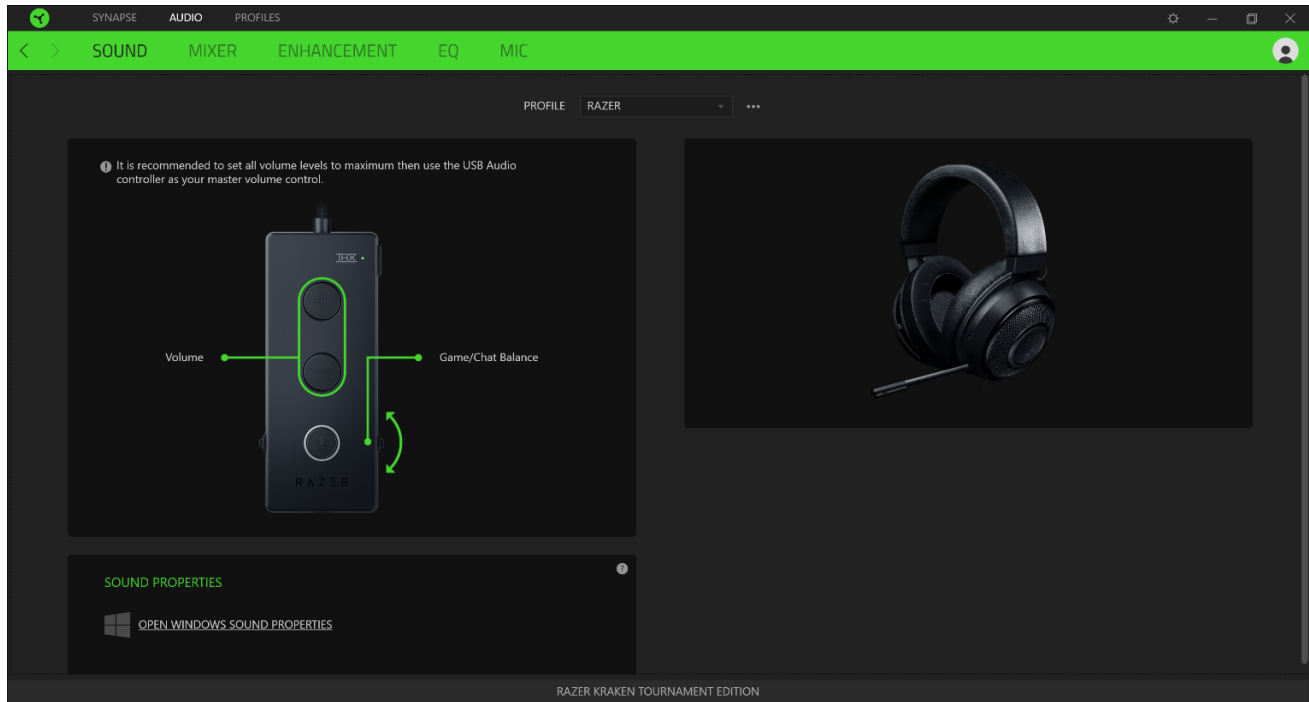 SYNAPSE AUDIO PROFILES
SOUND MIXER ENHANCEMENT EQ MIC
PROFILE RAZER
It is recommended to set all volume levels to maximum then use the USB Audio
controller as your master volume control.
THX
Volume
Game/Chat Balance
RAZER
SOUND PROPERTIES
OPEN WINDOWS SOUND PROPERTIES
RAZER KRAKEN TOURNAMENT EDITION